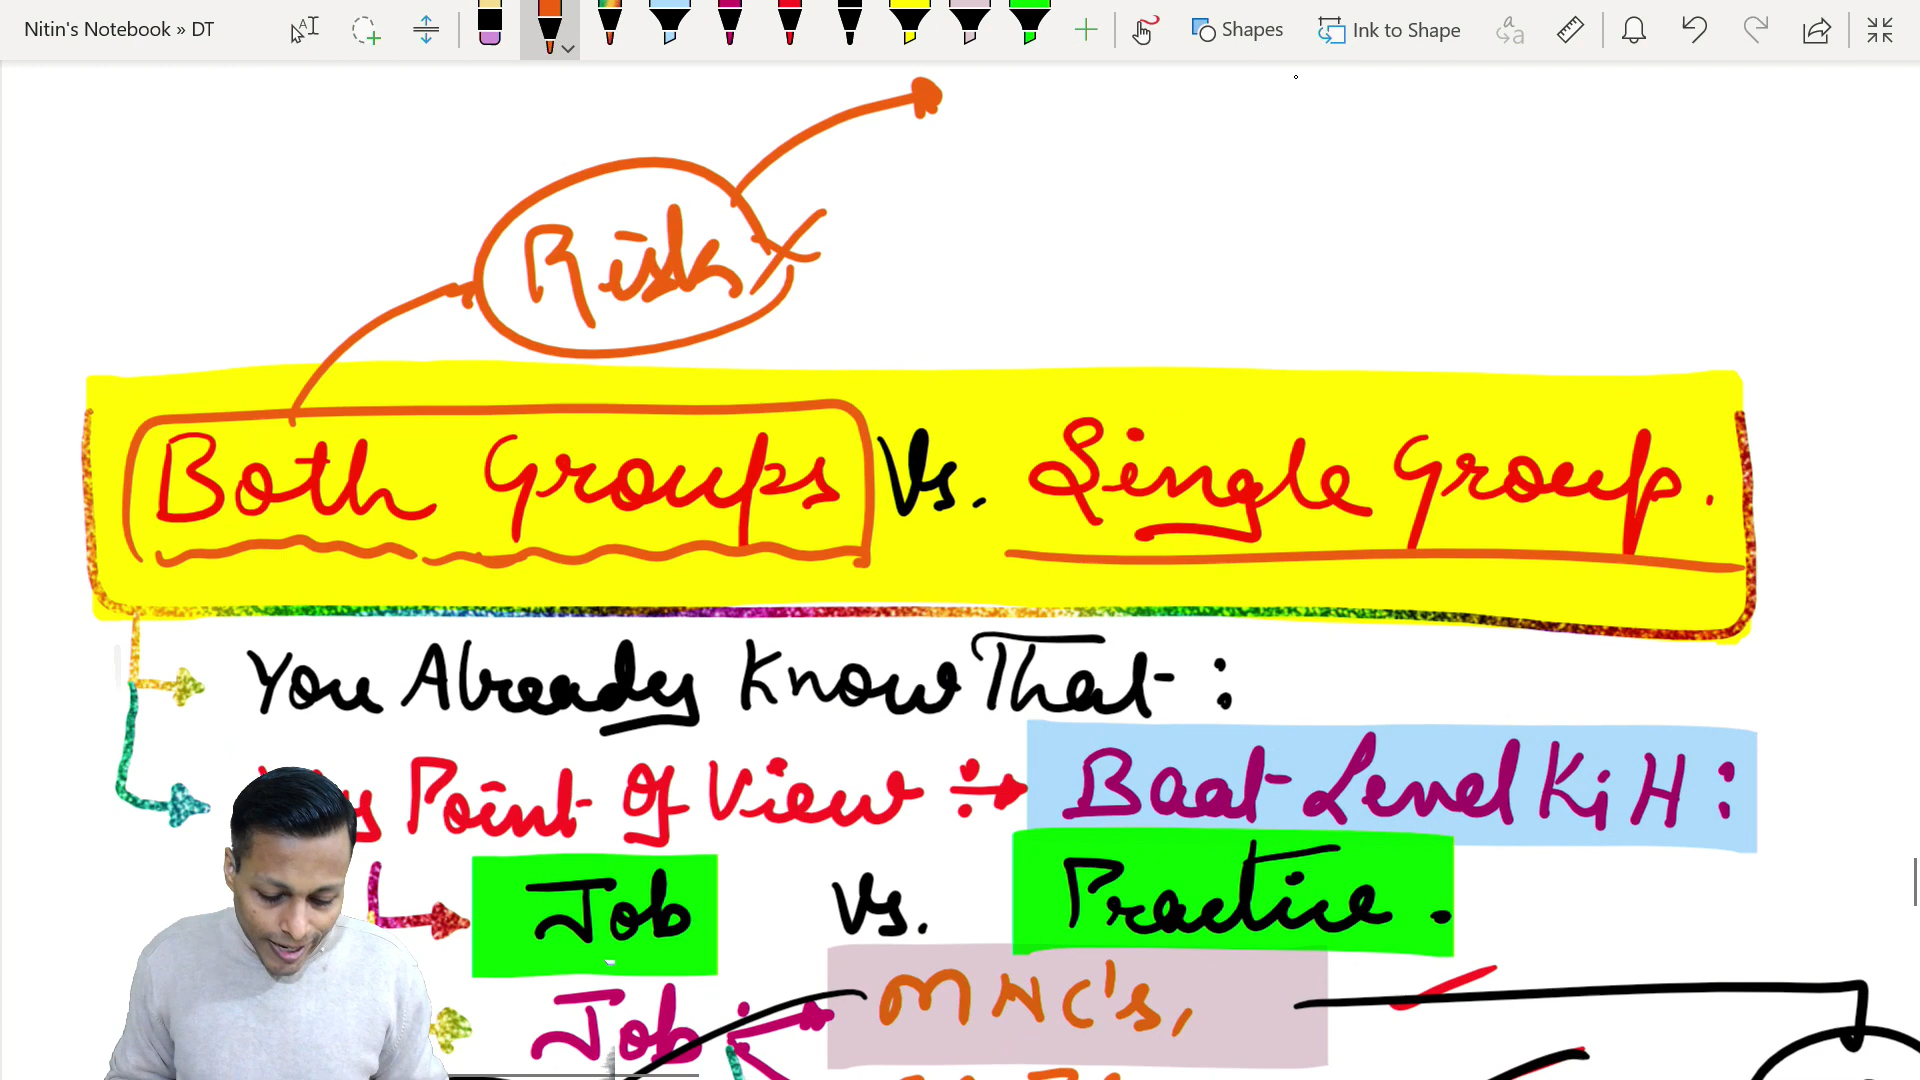 Nitin's Notebook » DT
Shapes
Ink to Shape
Risk
Both Groups Vs. Single Group.
You Already Know That :
Point Of View
Baat Level Ki H :
Job Vs. Practice.
Job : MNC's,